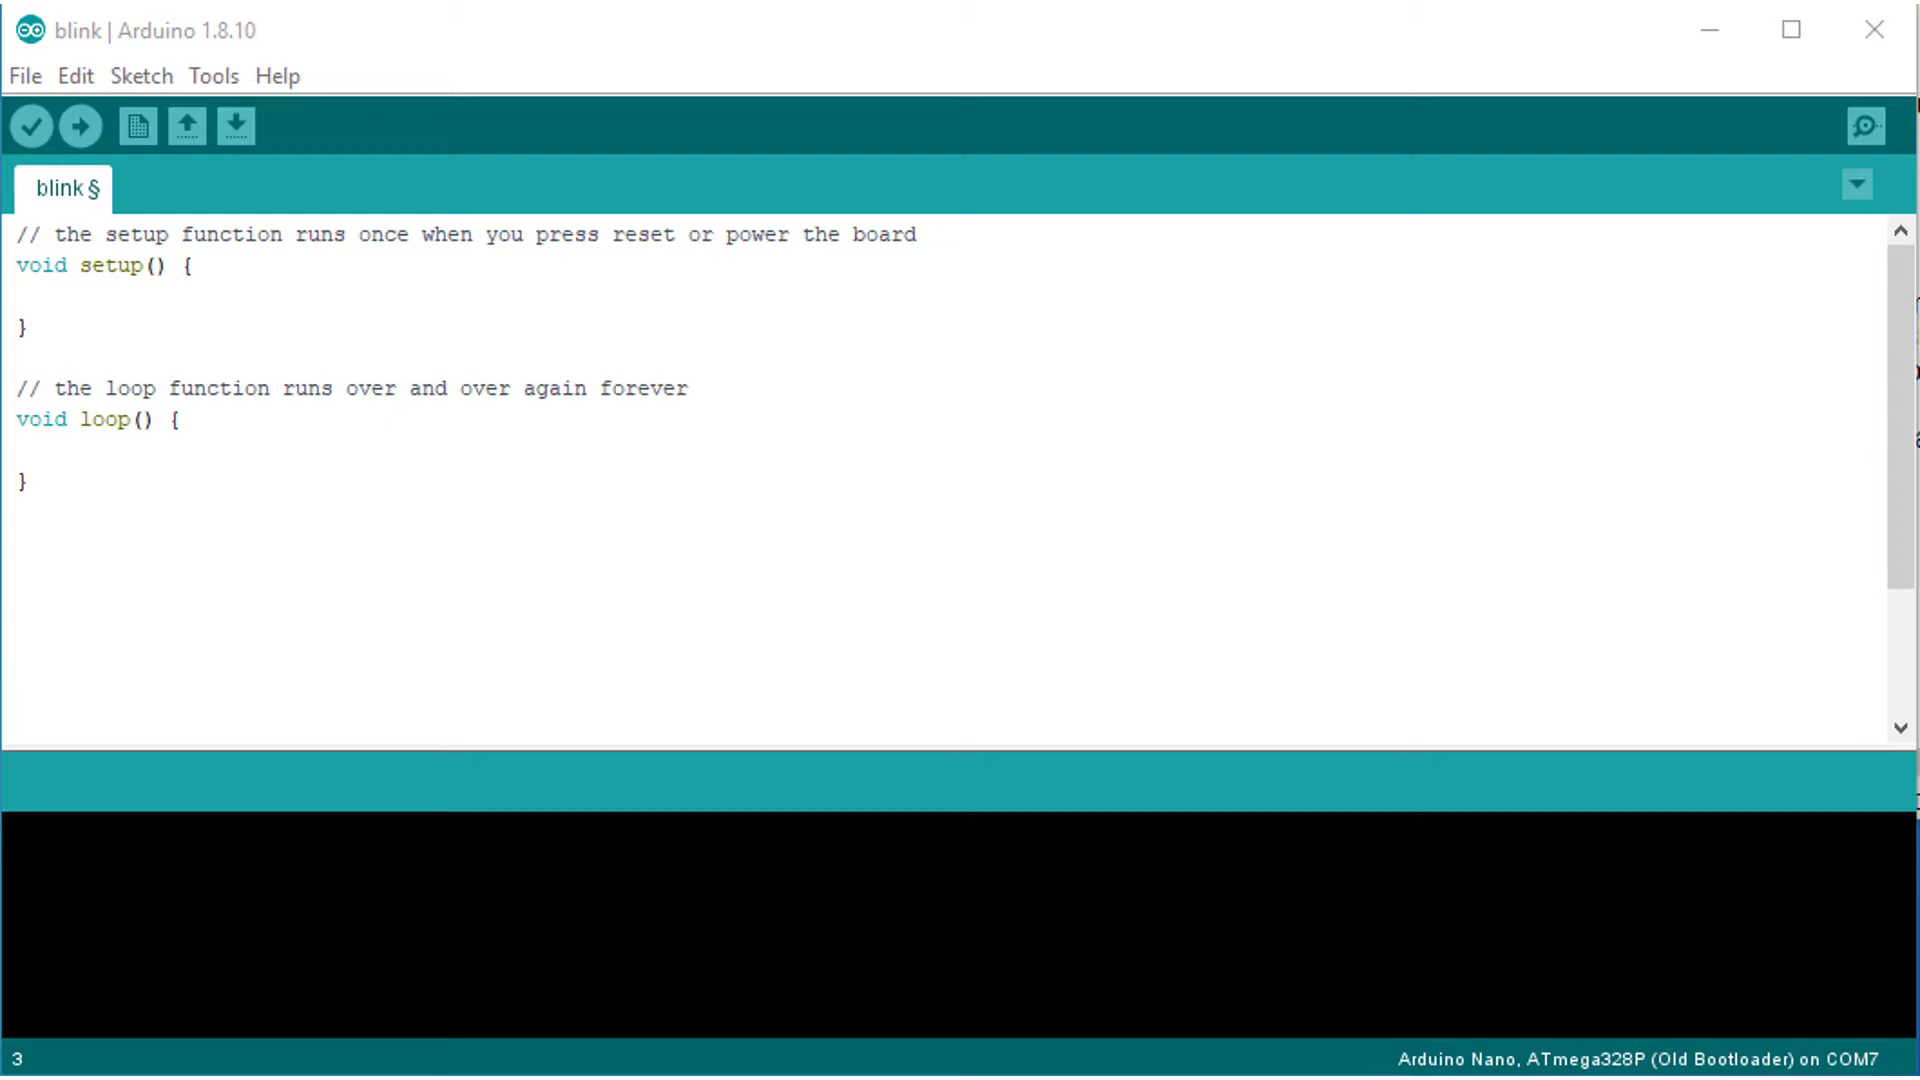 blink | Arduino 1.8.10
File Edit Sketch Tools Help
blink §
// the setup function runs once when you press reset or power the board
void setup() {
}
// the loop function runs over and over again forever
void loop() {
}
3
Arduino Nano, ATmega328P (Old Bootloader) on COM7